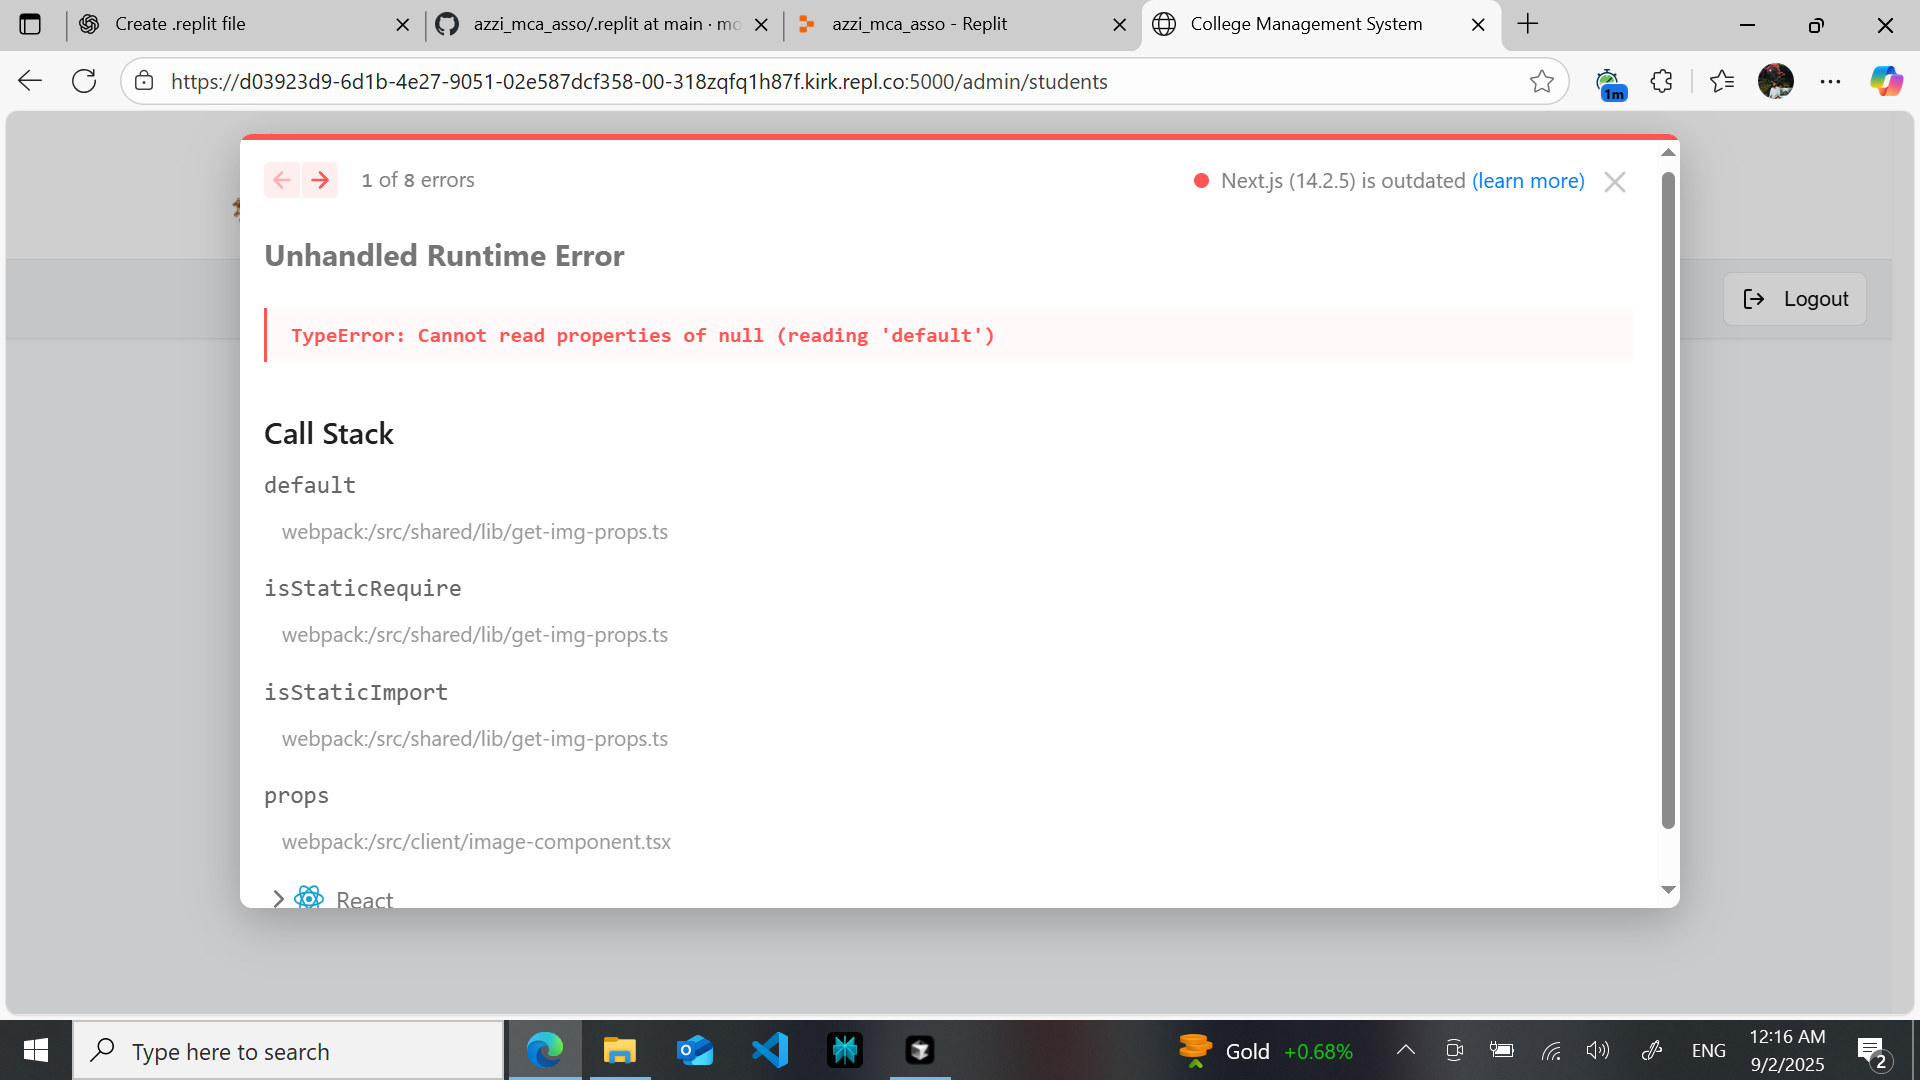 Create .replit file
azzi_mca_asso/.replit at main · mo
azzi_mca_asso - Replit
College Management System
https://d03923d9-6d1b-4e27-9051-02e587dcf358-00-318zqfq1h87f.kirk.repl.co:5000/admin/students
1m
1 of 8 errors
Next.js (14.2.5) is outdated (learn more)
Unhandled Runtime Error
Logout
TypeError: Cannot read properties of null (reading 'default')
Call Stack
default
webpack:/src/shared/lib/get-img-props.ts
isStaticRequire
webpack:/src/shared/lib/get-img-props.ts
isStaticImport
webpack:/src/shared/lib/get-img-props.ts
props
webpack:/src/client/image-component.tsx
React
Type here to search
Gold +0.68%
ENG
12:16 AM
9/2/2025
2